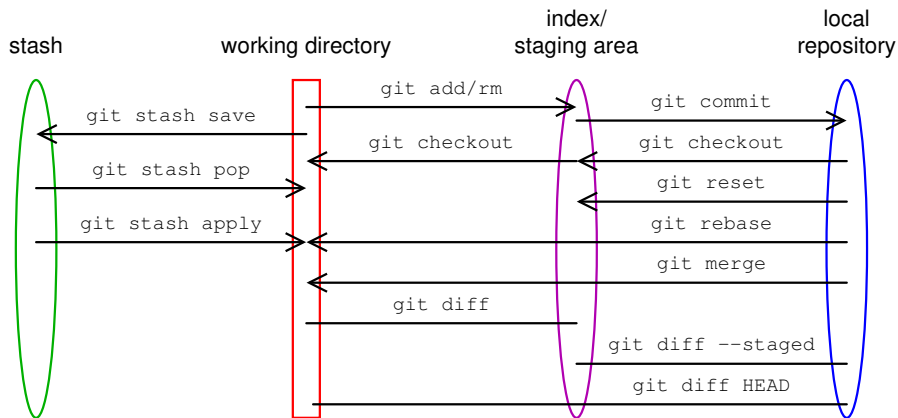 stash
working directory
index/
staging area
local
repository
git add/rm
git commit
git stash save
git checkout
git checkout
git stash pop
git reset
git stash apply
git rebase
git merge
git diff
git diff --staged
git diff HEAD